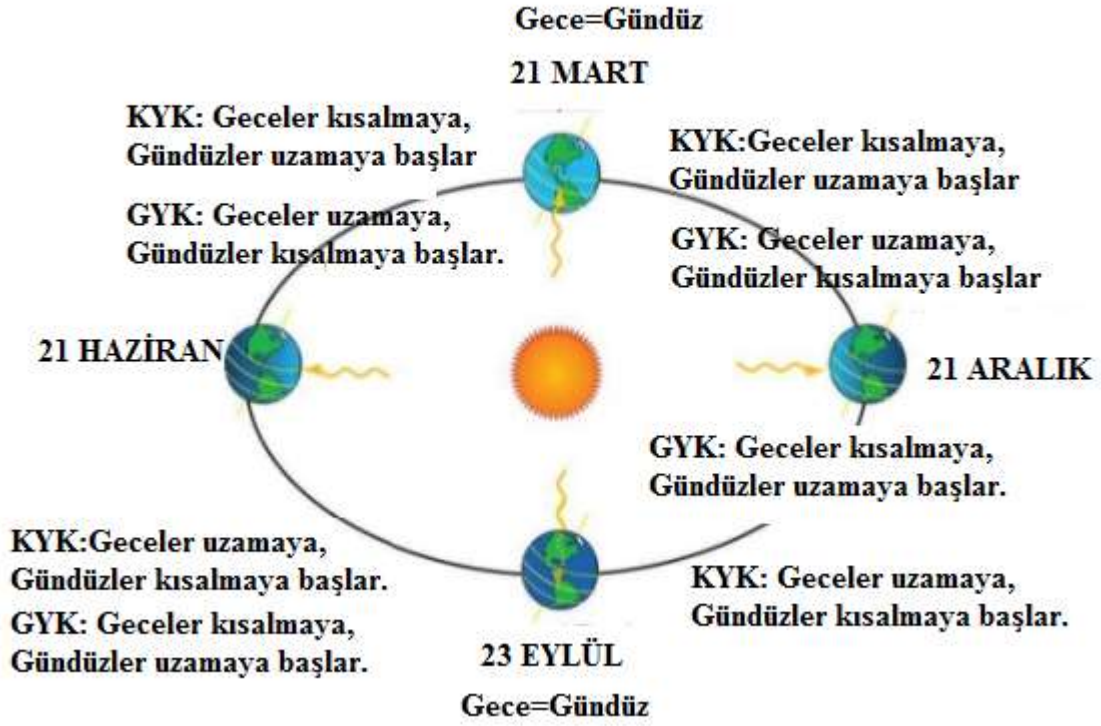 Gece=Gündüz
21 MART
KYK: Geceler kısalmaya,
Gündüzler uzamaya başlar
GYK: Geceler uzamaya,
Gündüzler kısalmaya başlar.
KYK:Geceler kısalmaya,
Gündüzler uzamaya başlar
GYK: Geceler uzamaya,
Gündüzler kısalmaya başlar
21 HAZİRAN
21 ARALIK
GYK: Geceler kısalmaya,
Gündüzler uzamaya başlar.
KYK:Geceler uzamaya,
Gündüzler kısalmaya başlar.
GYK: Geceler kısalmaya,
Gündüzler uzamaya başlar.
KYK: Geceler uzamaya,
Gündüzler kısalmaya başlar.
23 EYLÜL
Gece=Gündüz